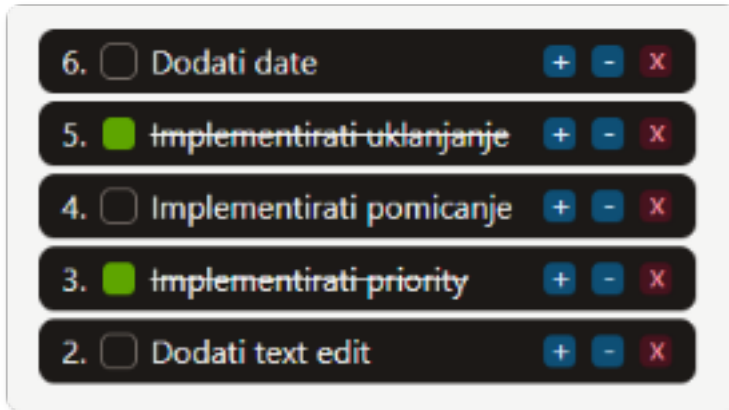 6. Dodati date + - X
5. Implementirati uklanjanje + - X
4. Implementirati pomicanje + - X
3. Implementirati priority + - X
2. Dodati text edit + - X